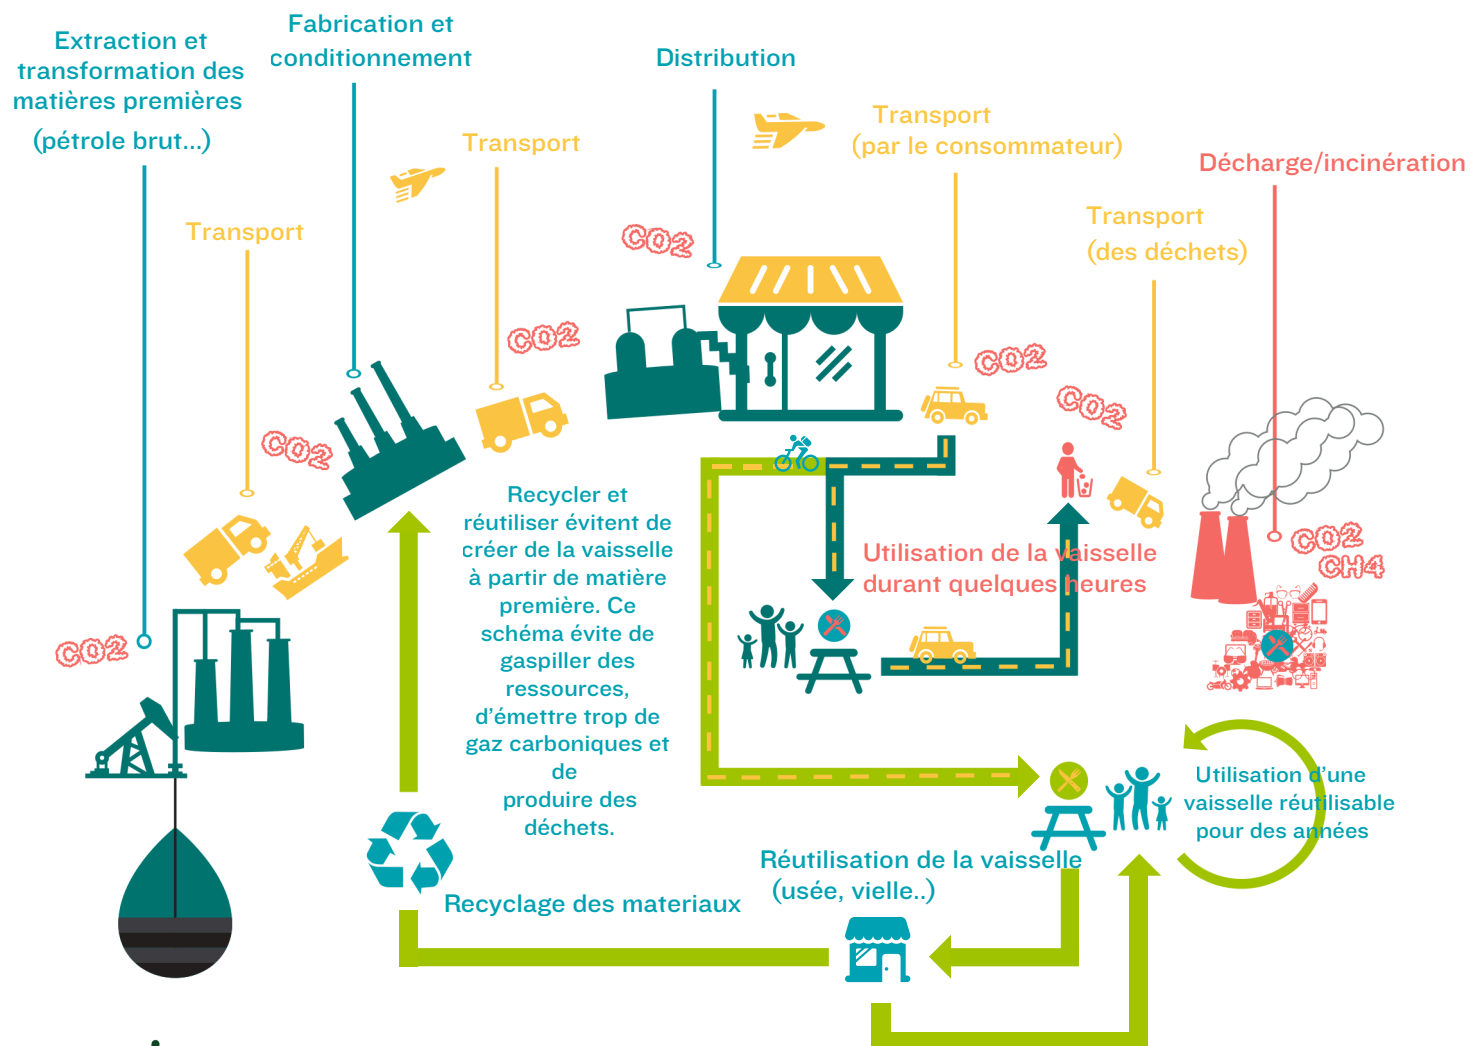 Extraction et
transformation des
matières premières
(pétrole brut...)
Fabrication et
conditionnement
Distribution
Transport
Transport
(par le consommateur)
Décharge/incinération
Transport
Transport
(des déchets)
CO2
CO2
CO2
CO2
CO2
CO2
CO2
CH4
Recycler et
réutiliser évitent de
créer de la vaisselle
à partir de matière
première. Ce
schéma évite de
gaspiller des
ressources,
d'émettre trop de
gaz carboniques et
de
produire des
déchets.
Utilisation de la vaisselle
durant quelques heures
Utilisation d'une
vaisselle réutilisable
pour des années
Réutilisation de la vaisselle
(usée, vielle..)
Recyclage des materiaux